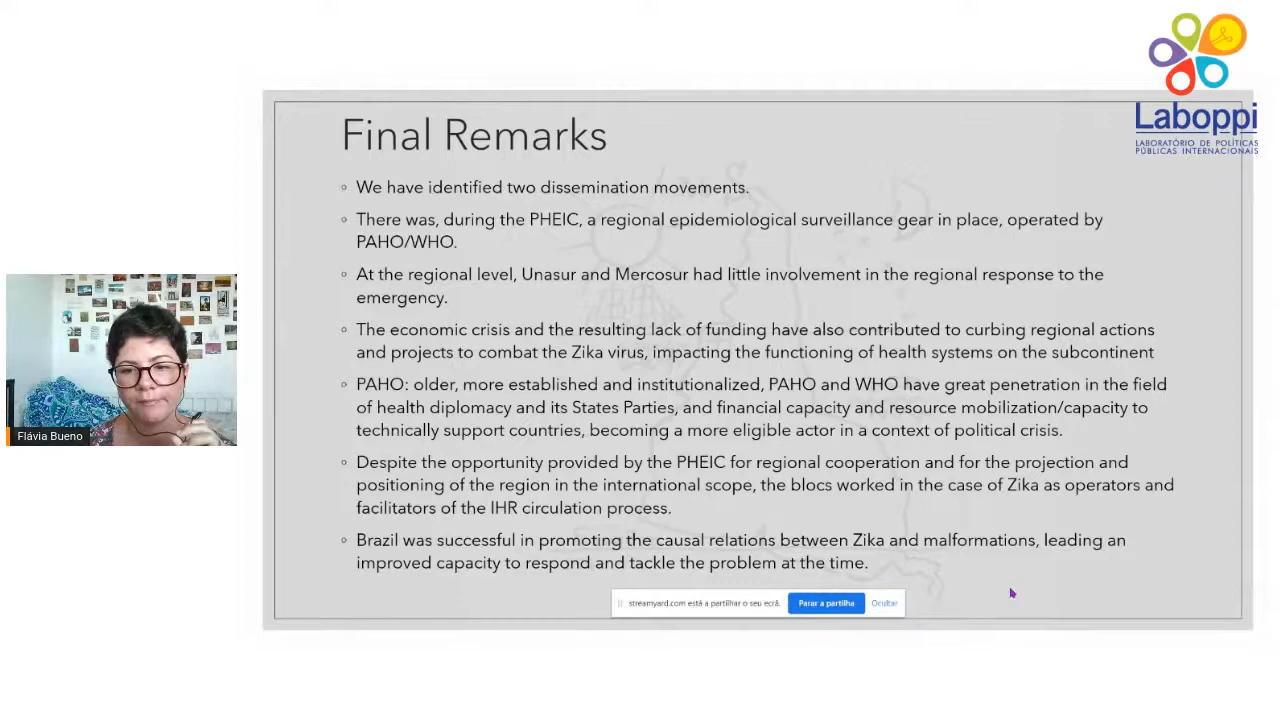 Laboppi
LABORATÓRIO DE POLÍTICAS
PÚBLICAS INTERNACIONAIS
Final Remarks
We have identified two dissemination movements.
There was, during the PHEIC, a regional epidemiological surveillance gear in place, operated by
PAHO/WHO.
At the regional level, Unasur and Mercosur had little involvement in the regional response to the
emergency.
The economic crisis and the resulting lack of funding have also contributed to curbing regional actions
and projects to combat the Zika virus, impacting the functioning of health systems on the subcontinent
PAHO: older, more established and institutionalized, PAHO and WHO have great penetration in the field
of health diplomacy and its States Parties, and financial capacity and resource mobilization/capacity to
technically support countries, becoming a more eligible actor in a context of political crisis.
Despite the opportunity provided by the PHEIC for regional cooperation and for the projection and
positioning of the region in the international scope, the blocs worked in the case of Zika as operators and
facilitators of the IHR circulation process.
Brazil was successful in promoting the causal relations between Zika and malformations, leading an
improved capacity to respond and tackle the problem at the time.
streamyard.com está a partilhar o seu ecrã. Parar a partilha Ocultar
Flávia Bueno